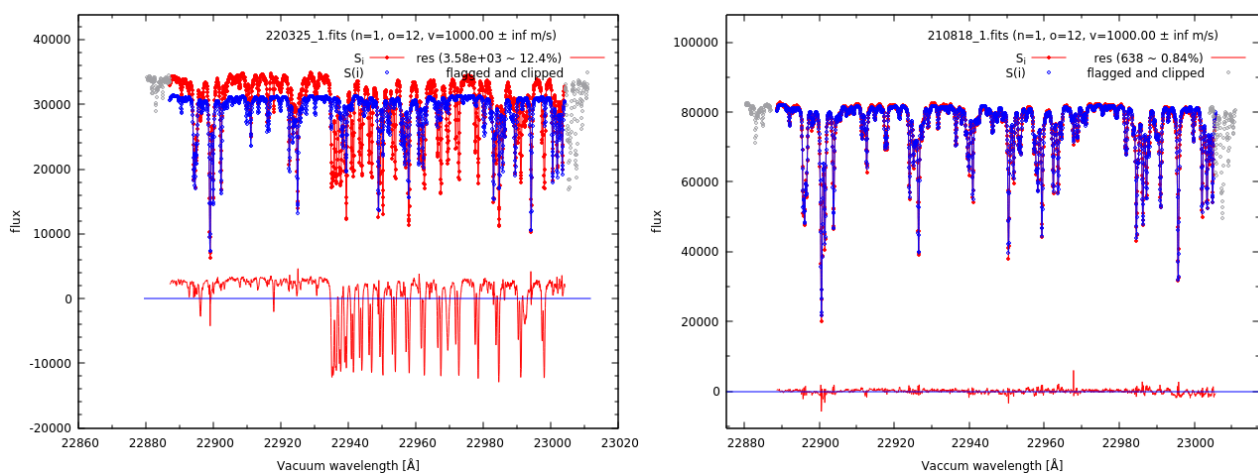 220325_1.fits (n=1, o=12, v=1000.00 ± inf m/s)
Si res (3.58e+03 ~ 12.4%)
S(i) flagged and clipped
40000
30000
20000
10000
0
-10000
-20000
flux
22860 22880 22900 22920 22940 22960 22980 23000 23020
Vacuum wavelength [Å]
210818_1.fits (n=1, o=12, v=1000.00 ± inf m/s)
Si res (638 ~ 0.84%)
S(i) flagged and clipped
100000
80000
60000
40000
20000
0
flux
22880 22900 22920 22940 22960 22980 23000
Vaccum wavelength [Å]